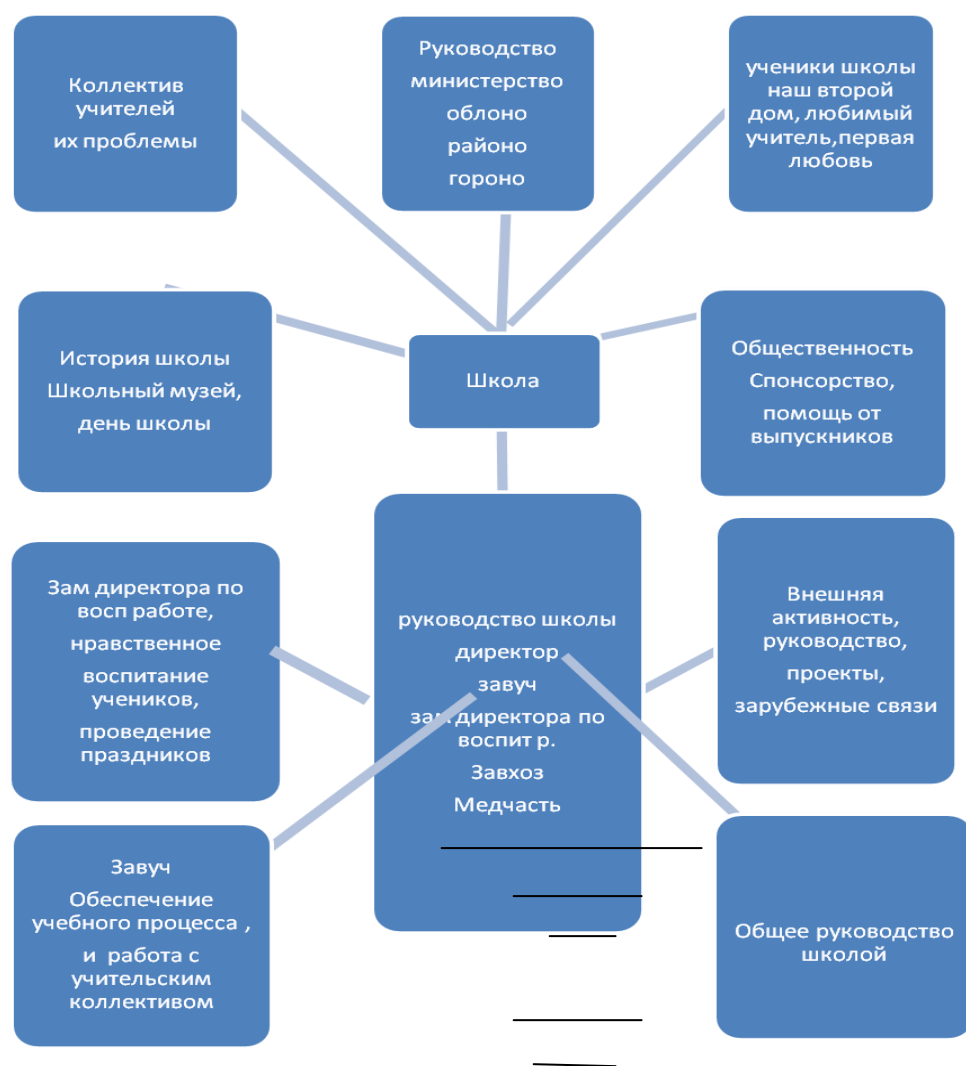 Коллектив
учителей
их проблемы
Руководство
министерство
облоно
районо
гороно
ученики школы
наш второй
дом, любимый
учитель,первая
любовь
История школы
Школьный музей,
день школы
Школа
Общественность
Спонсорство,
помощь от
выпускников
Зам директора по
восп работе,
нравственное
воспитание
учеников,
проведение
праздников
руководство школы
директор
завуч
зам директора по
воспит р.
Завхоз
Медчасть
Внешняя
активность,
руководство,
проекты,
зарубежные связи
Завуч
Обеспечение
учебного процесса ,
и работа с
учительским
коллективом
Общее руководство
школой